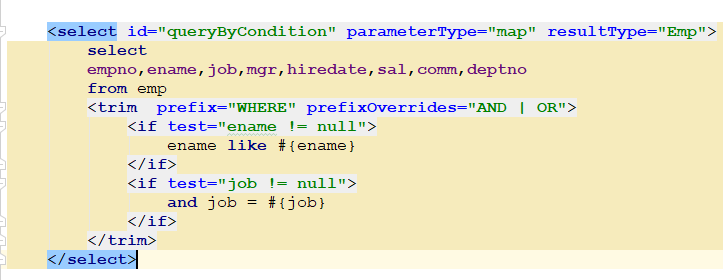 <select id="queryByCondition" parameterType="map" resultType="Emp">
select
empno,ename,job,mgr,hiredate,sal,comm,deptno
from emp
<trim  prefix="WHERE" prefixOverrides="AND | OR">
<if test="ename != null">
ename like #{ename}
</if>
<if test="job != null">
and job = #{job}
</if>
</trim>
</select>